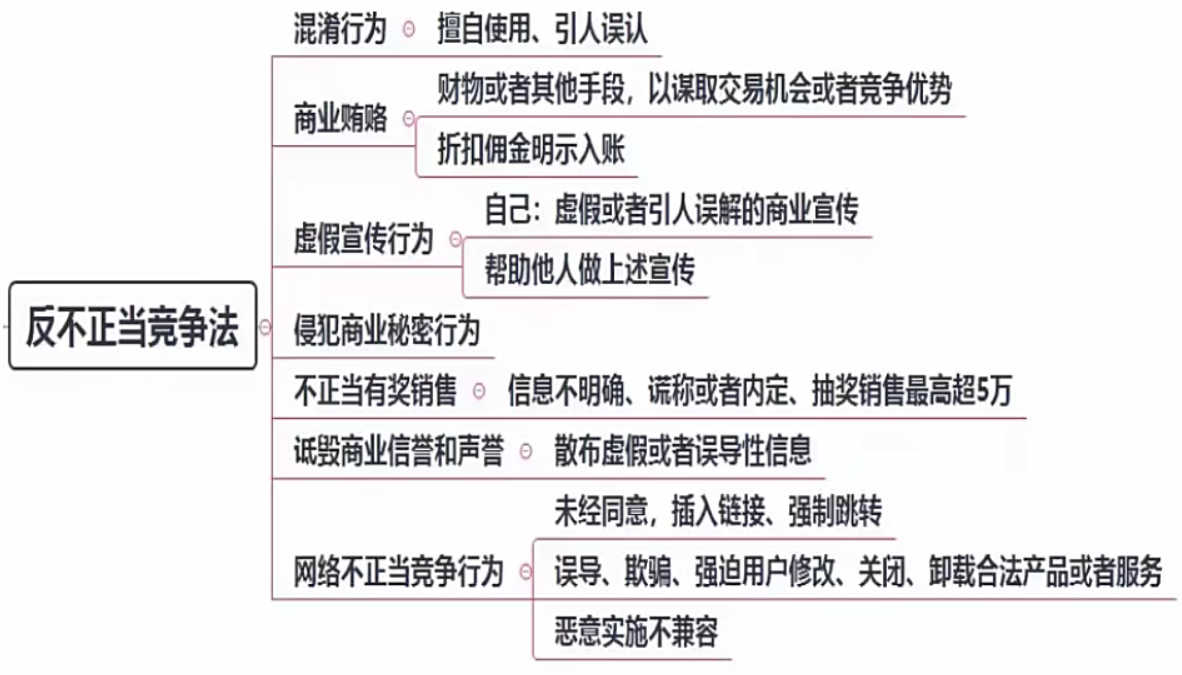 混淆行为 擅自使用、引人误认
财物或者其他手段，以谋取交易机会或者竞争优势
商业贿赂
折扣佣金明示入账
自己：虚假或者引人误解的商业宣传
虚假宣传行为
帮助他人做上述宣传
反不正当竞争法
侵犯商业秘密行为
不正当有奖销售 信息不明确、谎称或者内定、抽奖销售最高超5万
诋毁商业信誉和声誉 散布虚假或者误导性信息
未经同意，插入链接、强制跳转
网络不正当竞争行为 误导、欺骗、强迫用户修改、关闭、卸载合法产品或者服务
恶意实施不兼容